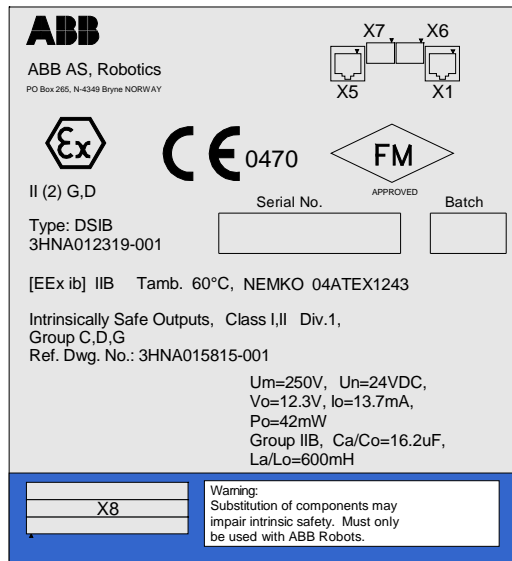 ABB
X7 X6
ABB AS, Robotics
PO Box 265, N-4349 Bryne NORWAY
X5 X1
Ex
CE 0470
FM
APPROVED
II (2) G,D
Serial No. Batch
Type: DSIB
3HNA012319-001
[EEx ib] IIB Tamb. 60°C, NEMKO 04ATEX1243
Intrinsically Safe Outputs, Class I,II Div.1,
Group C,D,G
Ref. Dwg. No.: 3HNA015815-001
Um=250V, Un=24VDC,
Vo=12.3V, Io=13.7mA,
Po=42mW
Group IIB, Ca/Co=16.2uF,
La/Lo=600mH
X8
Warning:
Substitution of components may
impair intrinsic safety. Must only
be used with ABB Robots.